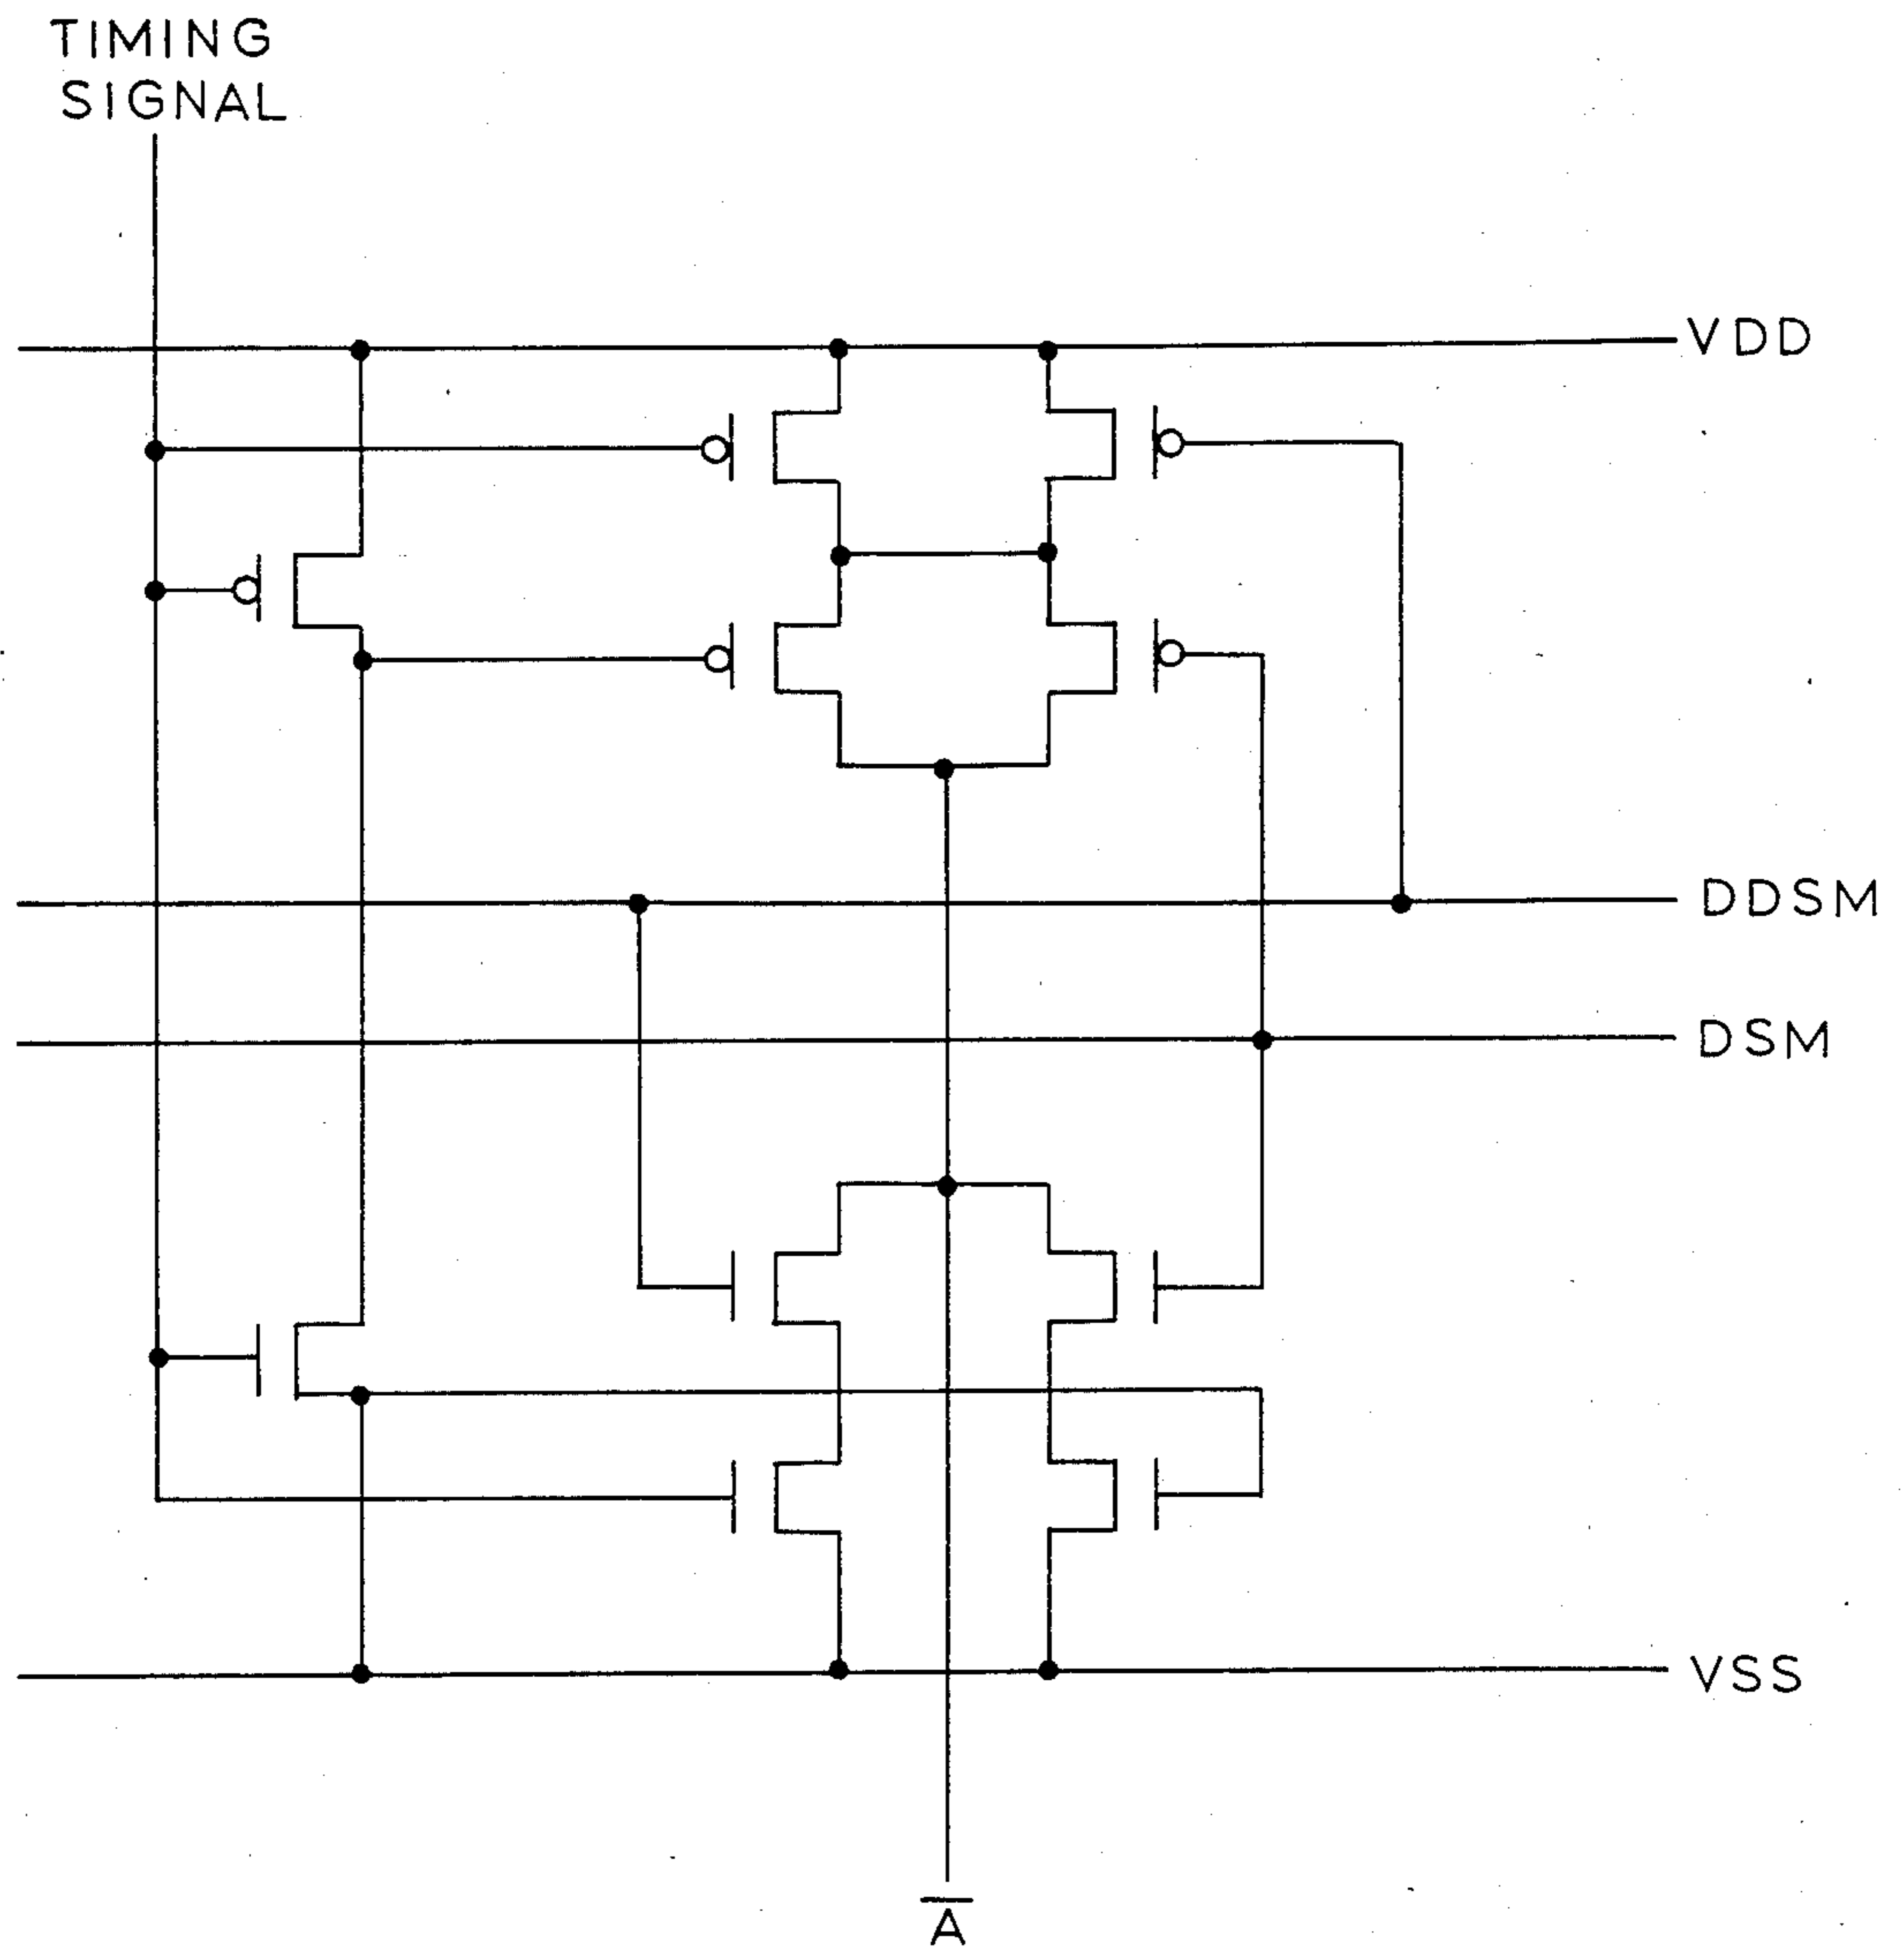 TIMING
SIGNAL
VDD
DDSM
DSM
VSS
A̅